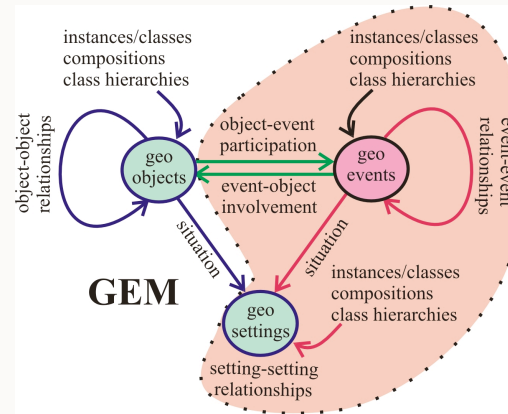 instances/classes
compositions
class hierarchies
instances/classes
compositions
class hierarchies
object-object
relationships
geo
objects
object-event
participation
event-object
involvement
geo
events
event-event
relationships
situation
situation
GEM
instances/classes
compositions
class hierarchies
geo
settings
setting-setting
relationships